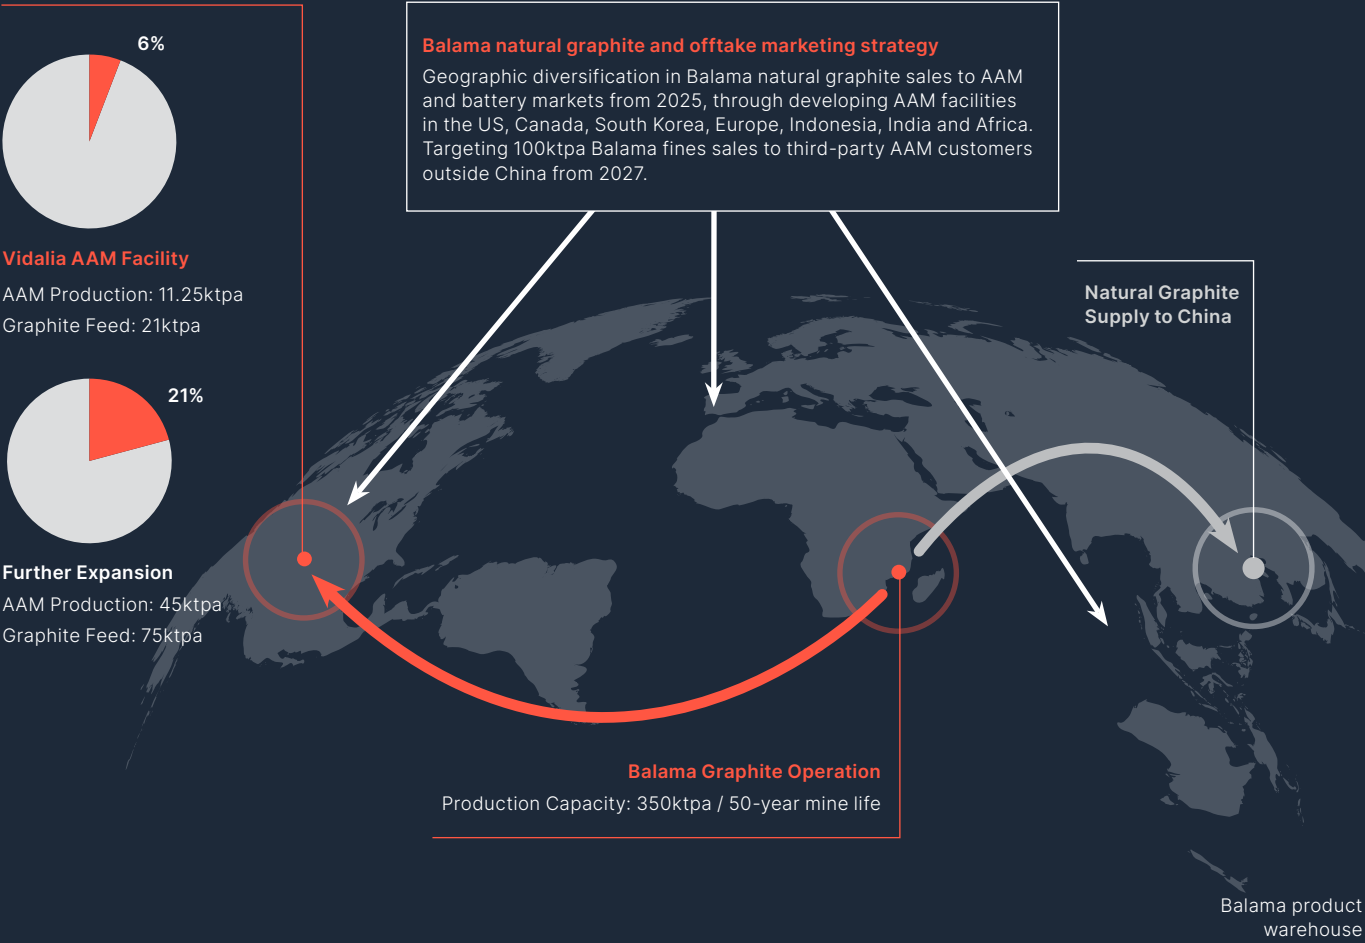 6%
Vidalia AAM Facility
AAM Production: 11.25ktpa
Graphite Feed: 21ktpa
21%
Further Expansion
AAM Production: 45ktpa
Graphite Feed: 75ktpa
Balama natural graphite and offtake marketing strategy
Geographic diversification in Balama natural graphite sales to AAM
and battery markets from 2025, through developing AAM facilities
in the US, Canada, South Korea, Europe, Indonesia, India and Africa.
Targeting 100ktpa Balama fines sales to third-party AAM customers
outside China from 2027.
Natural Graphite
Supply to China
Balama Graphite Operation
Production Capacity: 350ktpa / 50-year mine life
Balama product
warehouse